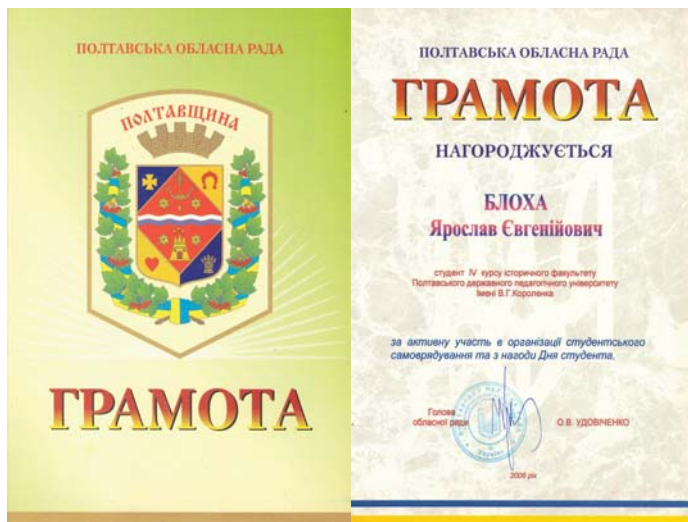 ПОЛТАВСЬКА ОБЛАСНА РАДА
ПОЛТАВЩИНА
ГРАМОТА
ПОЛТАВСЬКА ОБЛАСНА РАДА
ГРАМОТА
НАГОРОДЖУЄТЬСЯ
БЛОХА
Ярослав Євгенійович
студент IV курсу історичного факультету
Полтавського державного педагогічного університету
імені В.Г.Короленка
за активну участь в організації студентського
самоврядування та з нагоди Дня студента.
Голова
обласної ради
О.В. УДОВІЧЕНКО
2006 рік